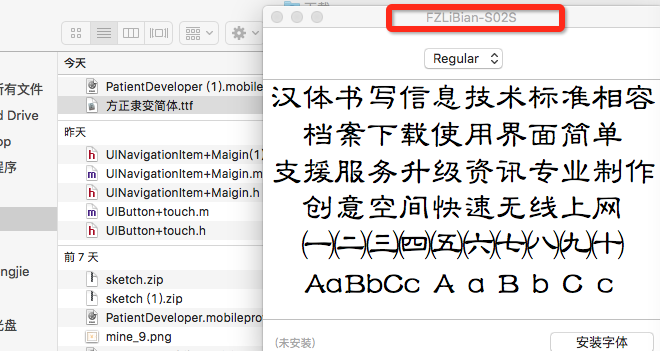 下载
所有文件
d Drive
op
程序
ngjie
光盘
今天
PatientDeveloper (1).mobile
方正隶变简体.ttf
昨天
UINavigationItem+Maigin(1)
UINavigationItem+Maigin.m
UINavigationItem+Maigin.h
UIButton+touch.m
UIButton+touch.h
前 7 天
sketch.zip
sketch (1).zip
PatientDeveloper.mobilepro
mine_9.png
FZLiBian-S02S
Regular
汉体书写信息技术标准相容
档案下载使用界面简单
支援服务升级资讯专业制作
创意空间快速无线上网
㈠㈡㈢㈣㈤㈥㈦㈧㈨㈩
AaBbCc A a B b C c
(未安装)
安装字体